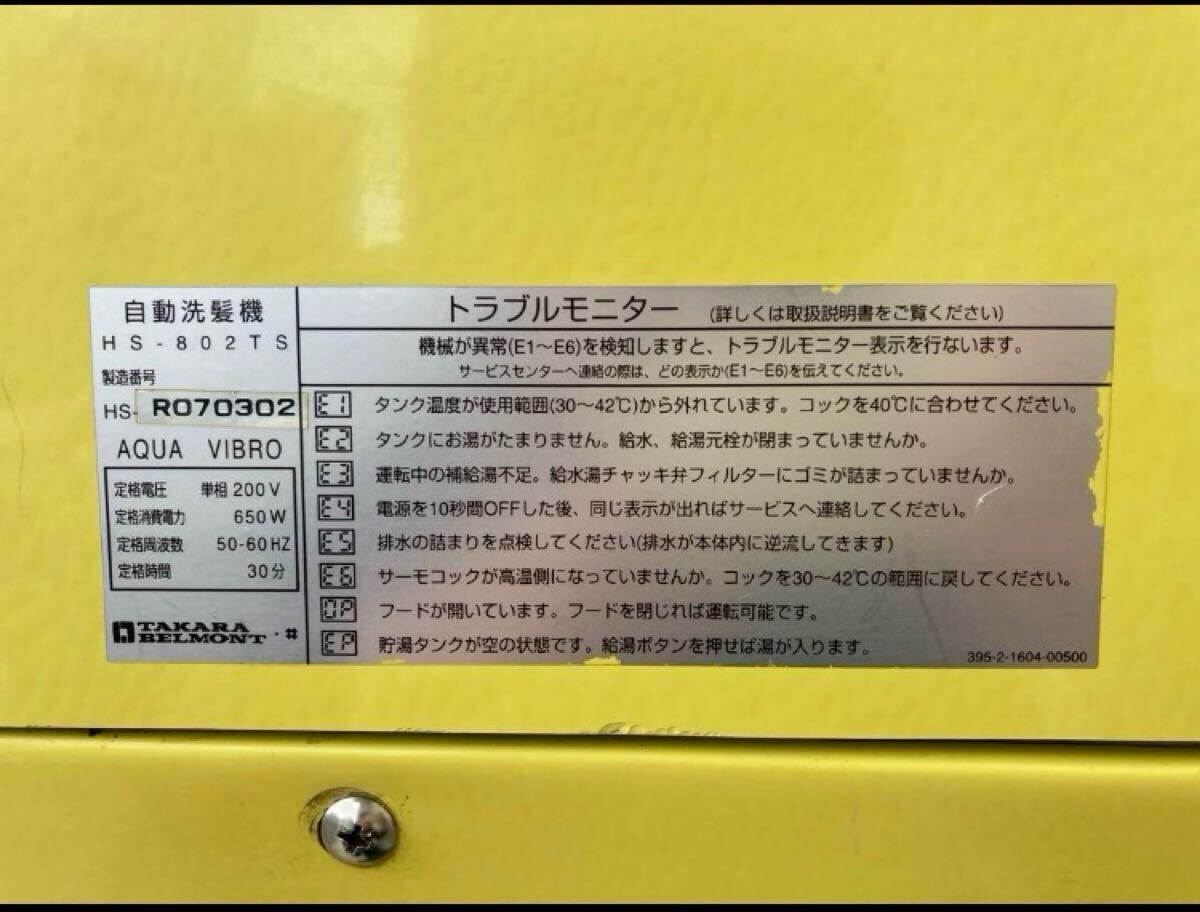 自動洗髪機
HS-802TS
製造番号
HS- R070302
AQUA VIBRO
定格電圧 単相 200V
定格消費電力 650W
定格周波数 50-60HZ
定格時間 30分
TAKARA BELMONT
トラブルモニター (詳しくは取扱説明書をご覧ください)
機械が異常(E1〜E6)を検知しますと、トラブルモニター表示を行ないます。
サービスセンターへ連絡の際は、どの表示か(E1〜E6)を伝えてください。
E1 タンク温度が使用範囲(30〜42℃)から外れています。コックを40℃に合わせてください。
E2 タンクにお湯がたまりません。給水、給湯元栓が閉まっていませんか。
E3 運転中の補給湯不足。給水湯チャッキ弁フィルターにゴミが詰まっていませんか。
E4 電源を10秒間OFFした後、同じ表示が出ればサービスへ連絡してください。
E5 排水の詰まりを点検してください(排水が本体内に逆流してきます)
E6 サーモコックが高温側になっていませんか。コックを30〜42℃の範囲に戻してください。
OP フードが開いています。フードを閉じれば運転可能です。
EP 貯湯タンクが空の状態です。給湯ボタンを押せば湯が入ります。
395-2-1604-00500